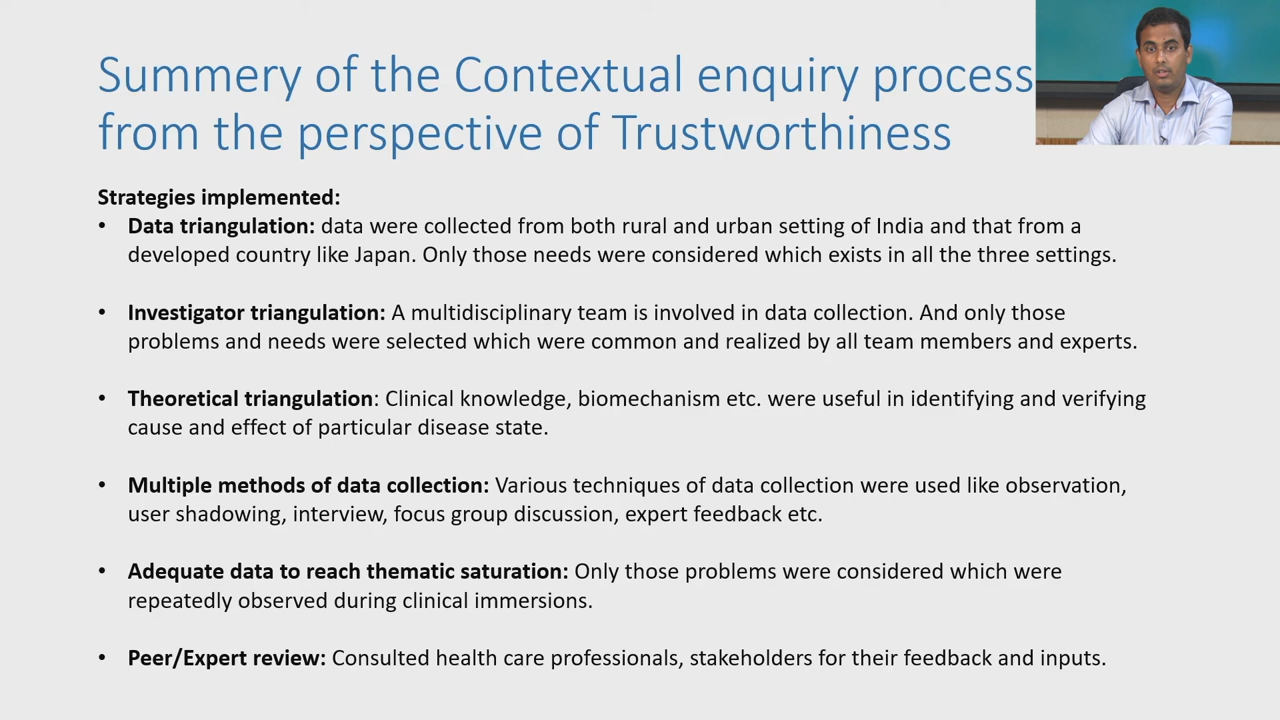 Summery of the Contextual enquiry process
from the perspective of Trustworthiness
Strategies implemented:
• Data triangulation: data were collected from both rural and urban setting of India and that from a
developed country like Japan. Only those needs were considered which exists in all the three settings.
• Investigator triangulation: A multidisciplinary team is involved in data collection. And only those
problems and needs were selected which were common and realized by all team members and experts.
• Theoretical triangulation: Clinical knowledge, biomechanism etc. were useful in identifying and verifying
cause and effect of particular disease state.
• Multiple methods of data collection: Various techniques of data collection were used like observation,
user shadowing, interview, focus group discussion, expert feedback etc.
• Adequate data to reach thematic saturation: Only those problems were considered which were
repeatedly observed during clinical immersions.
• Peer/Expert review: Consulted health care professionals, stakeholders for their feedback and inputs.